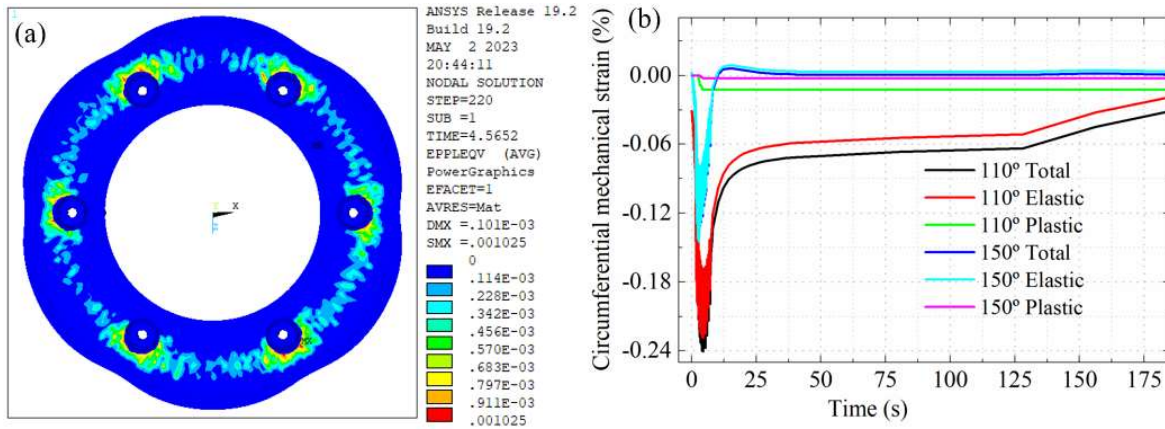 1
(a)
ANSYS Release 19.2
Build 19.2
MAY 2 2023
20:44:11
NODAL SOLUTION
STEP=220
SUB =1
TIME=4.5652
EPPLEQV (AVG)
PowerGraphics
EFACET=1
AVRES=Mat
DMX =.101E-03
SMX =.001025
0
.114E-03
.228E-03
.342E-03
.456E-03
.570E-03
.683E-03
.797E-03
.911E-03
.001025
Y
X
MX
(b)
Circumferential mechanical strain (%)
0.00
-0.06
-0.12
-0.18
-0.24
110º Total
110º Elastic
110º Plastic
150º Total
150º Elastic
150º Plastic
0 25 50 75 100 125 150 175
Time (s)